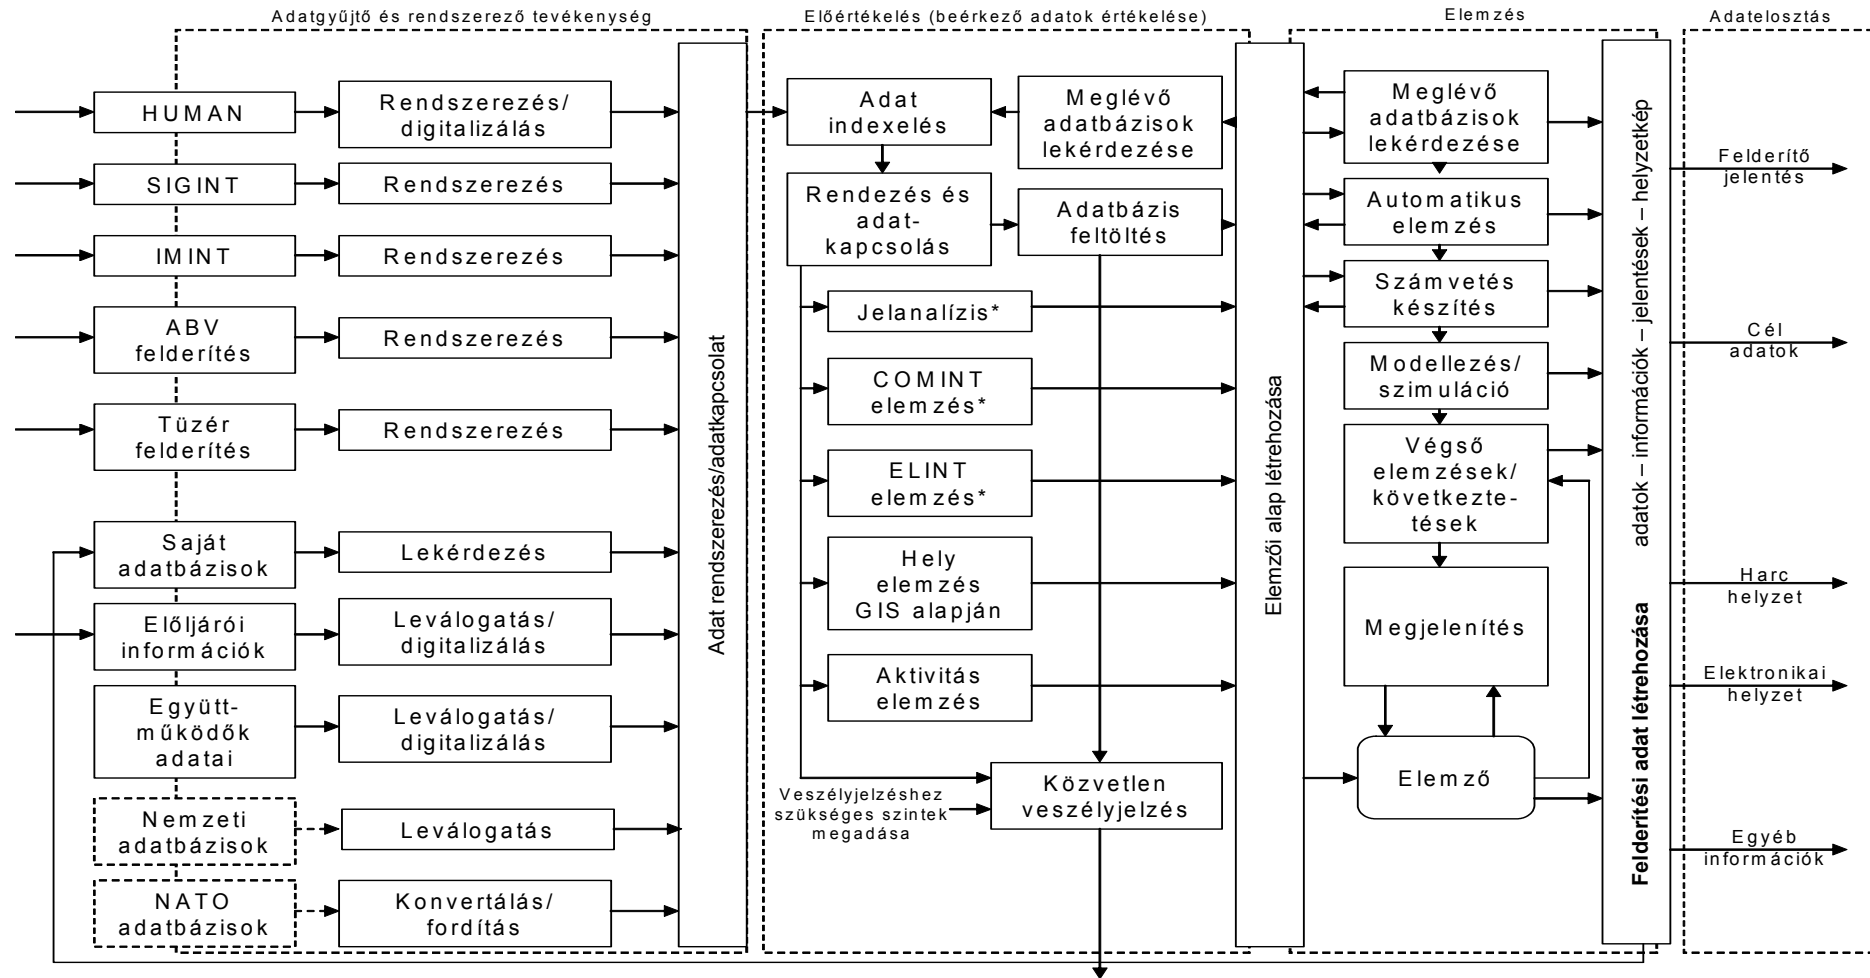 Adatgyűjtő és rendszerező tevékenység
Előértékelés (beérkező adatok értékelése)
Elemzés
Adatelosztás
HUMAN
Rendszerezés/
digitalizálás
SIGINT
Rendszerezés
IMINT
Rendszerezés
ABV
felderítés
Rendszerezés
Tüzér
felderítés
Rendszerezés
Saját
adatbázisok
Lekérdezés
Előljárói
információk
Leválogatás/
digitalizálás
Együtt-
működők
adatai
Leválogatás/
digitalizálás
Nemzeti
adatbázisok
Leválogatás
NATO
adatbázisok
Konvertálás/
fordítás
Adat rendszerezés/adatkapcsolat
Adat
indexelés
Meglévő
adatbázisok
lekérdezése
Rendezés és
adat-
kapcsolás
Adatbázis
feltöltés
Jelanalízis*
COMINT
elemzés*
ELINT
elemzés*
Hely
elemzés
GIS alapján
Aktivitás
elemzés
Veszélyjelzéshez
szükséges szintek
megadása
Közvetlen
veszélyjelzés
Elemzői alap létrehozása
Meglévő
adatbázisok
lekérdezése
Automatikus
elemzés
Számvetés
készítés
Modellezés/
szimuláció
Végső
elemzések/
következte-
tések
Megjelenítés
Elemző
Felderítési adat létrehozása adatok – információk – jelentések – helyzetkép
Felderítő
jelentés
Cél
adatok
Harc
helyzet
Elektronikai
helyzet
Egyéb
információk